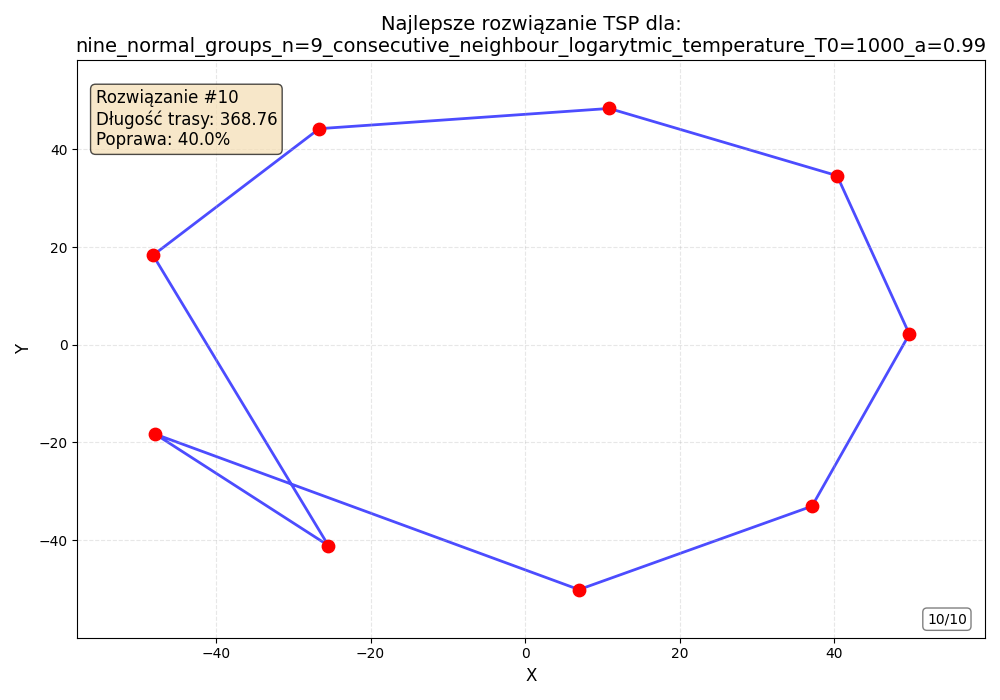 Najlepsze rozwiązanie TSP dla:
nine_normal_groups_n=9_consecutive_neighbour_logarytmic_temperature_T0=1000_a=0.99
Rozwiązanie #10
Długość trasy: 368.76
Poprawa: 40.0%
40
20
0
−20
−40
Y
10/10
−40
−20
0
20
40
X